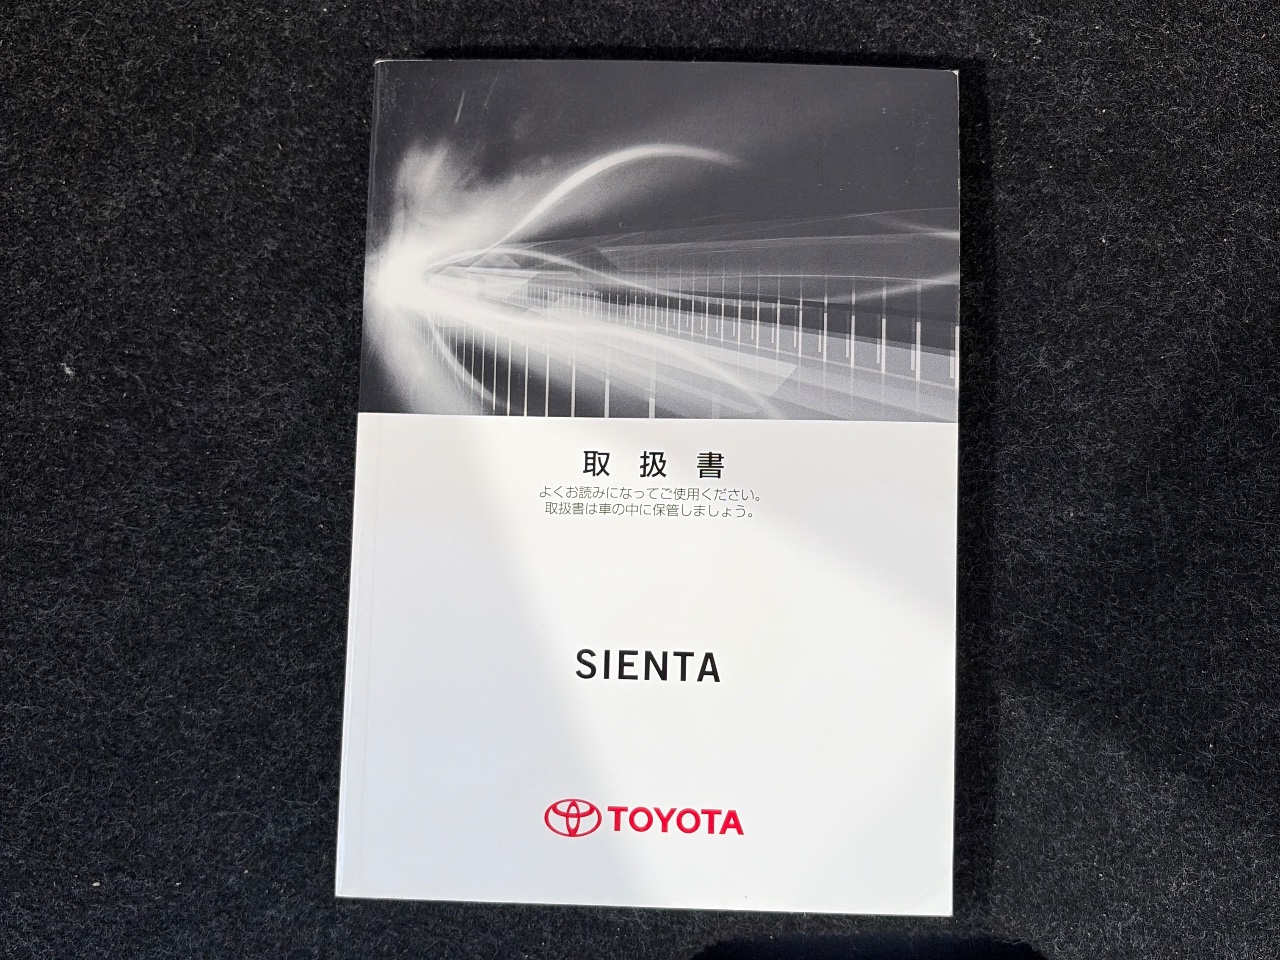 取扱書
よくお読みになってご使用ください。
取扱書は車の中に保管しましょう。
SIENTA
TOYOTA